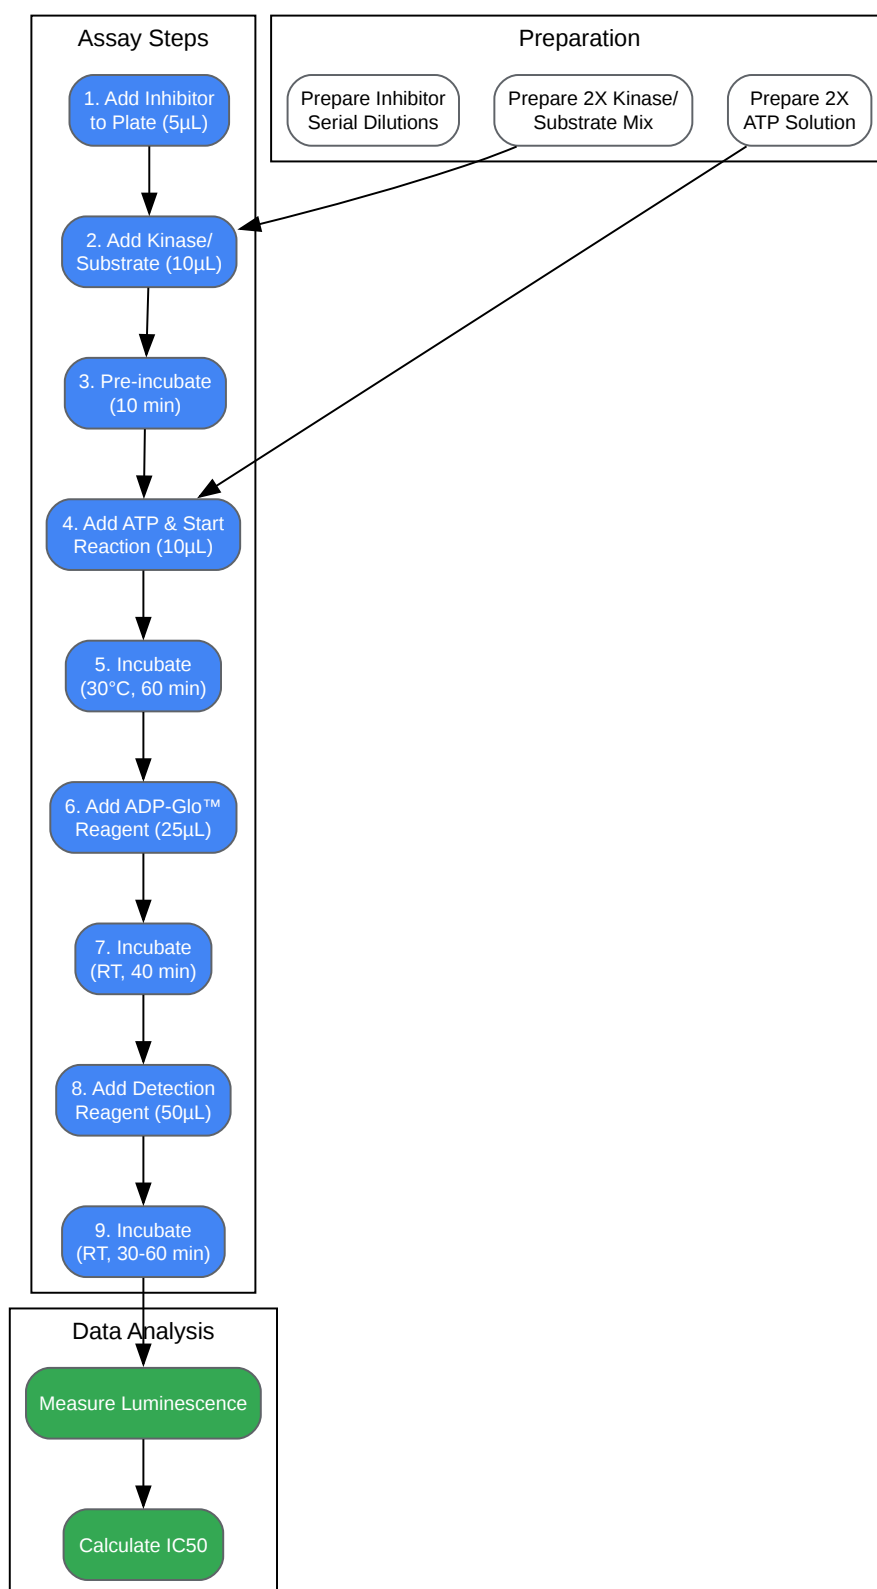 Assay Steps
1. Add Inhibitor
to Plate (5µL)
2. Add Kinase/
Substrate (10µL)
3. Pre-incubate
(10 min)
4. Add ATP & Start
Reaction (10µL)
5. Incubate
(30°C, 60 min)
6. Add ADP-Glo™
Reagent (25µL)
7. Incubate
(RT, 40 min)
8. Add Detection
Reagent (50µL)
9. Incubate
(RT, 30-60 min)
Preparation
Prepare Inhibitor
Serial Dilutions
Prepare 2X Kinase/
Substrate Mix
Prepare 2X
ATP Solution
Data Analysis
Measure Luminescence
Calculate IC50